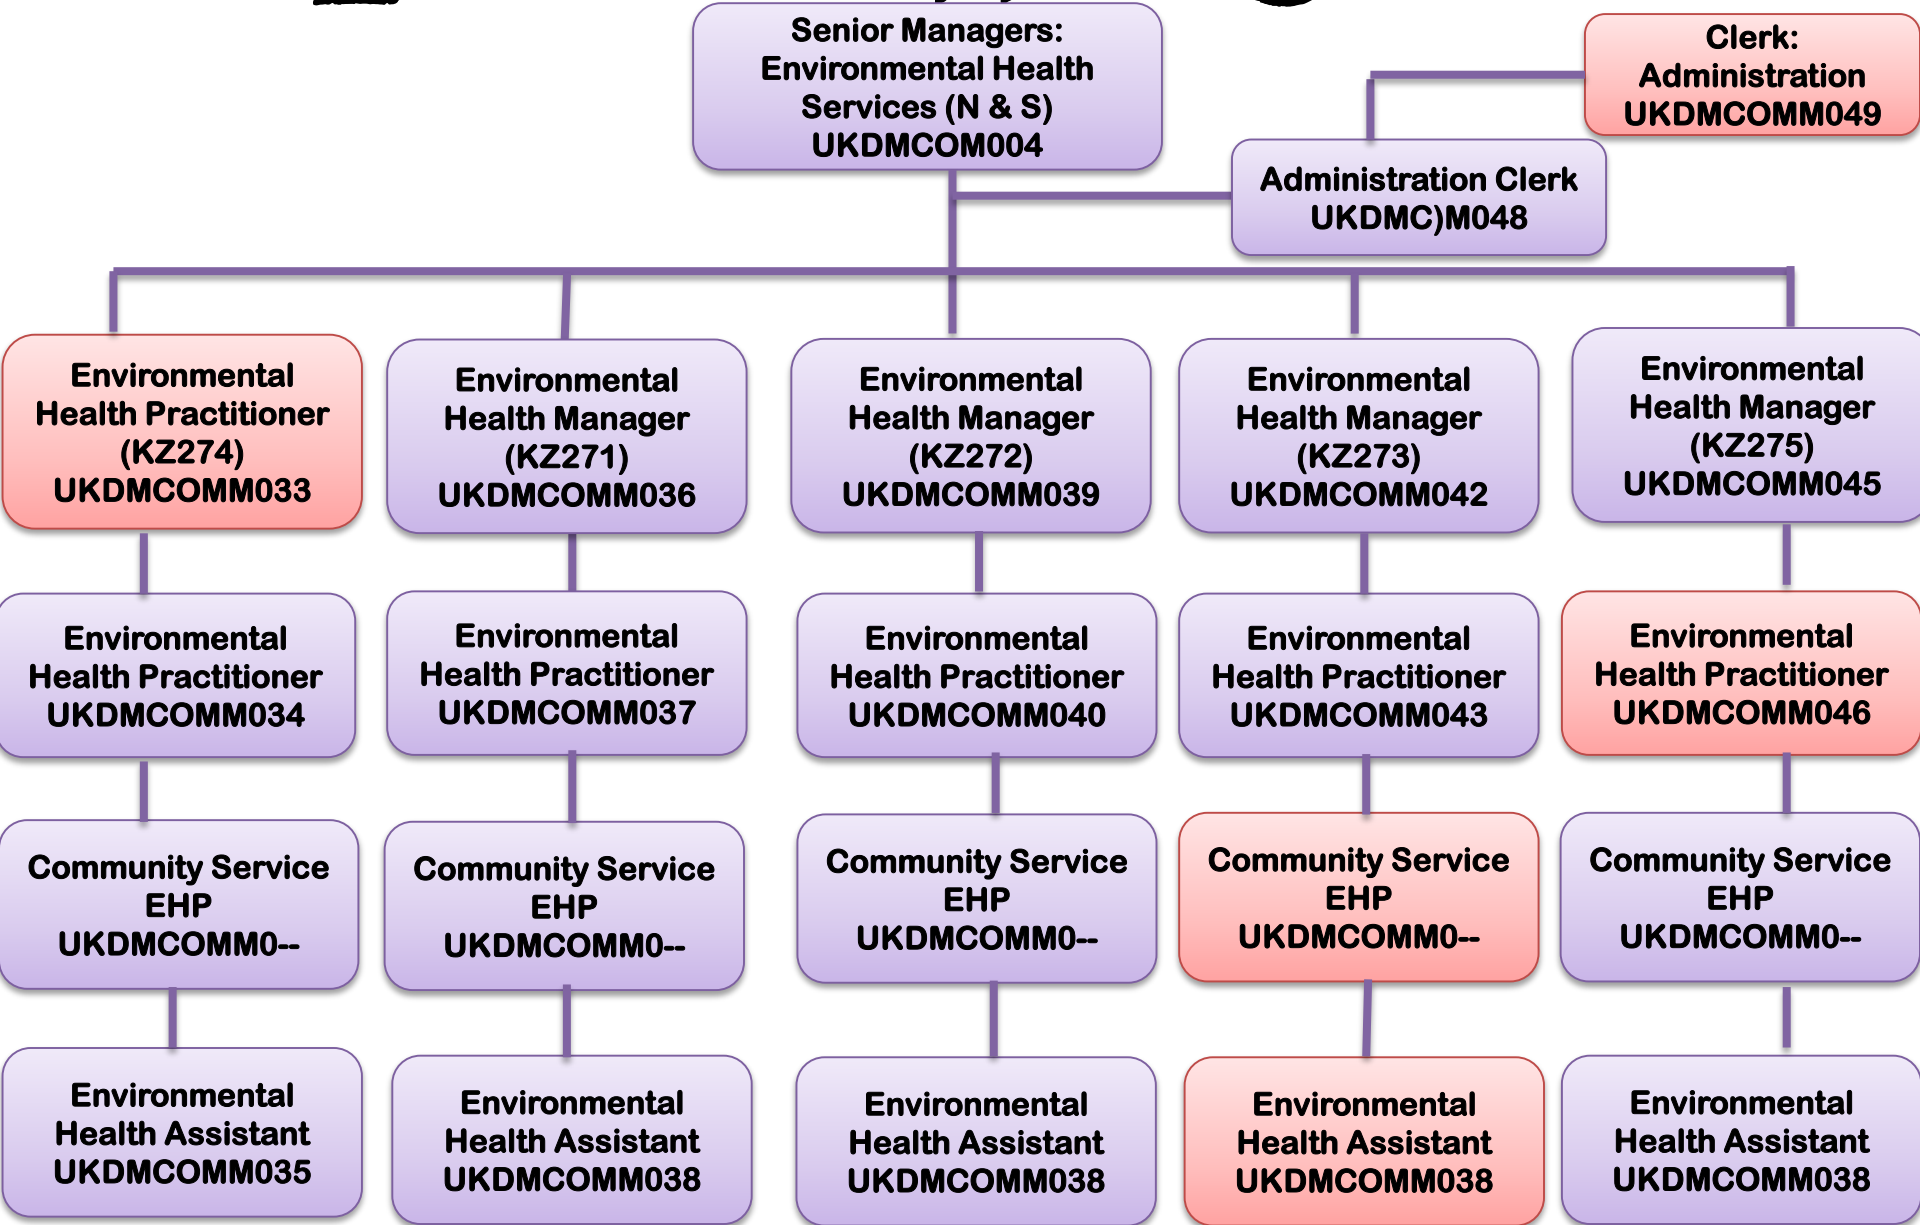 Senior Managers:
Environmental Health
Services (N & S)
UKDMCOM004
Clerk:
Administration
UKDMCOMM049
Administration Clerk
UKDMC)M048
Environmental
Health Practitioner
(KZ274)
UKDMCOMM033
Environmental
Health Manager
(KZ271)
UKDMCOMM036
Environmental
Health Manager
(KZ272)
UKDMCOMM039
Environmental
Health Manager
(KZ273)
UKDMCOMM042
Environmental
Health Manager
(KZ275)
UKDMCOMM045
Environmental
Health Practitioner
UKDMCOMM034
Environmental
Health Practitioner
UKDMCOMM037
Environmental
Health Practitioner
UKDMCOMM040
Environmental
Health Practitioner
UKDMCOMM043
Environmental
Health Practitioner
UKDMCOMM046
Community Service
EHP
UKDMCOMM0--
Community Service
EHP
UKDMCOMM0--
Community Service
EHP
UKDMCOMM0--
Community Service
EHP
UKDMCOMM0--
Community Service
EHP
UKDMCOMM0--
Environmental
Health Assistant
UKDMCOMM035
Environmental
Health Assistant
UKDMCOMM038
Environmental
Health Assistant
UKDMCOMM038
Environmental
Health Assistant
UKDMCOMM038
Environmental
Health Assistant
UKDMCOMM038